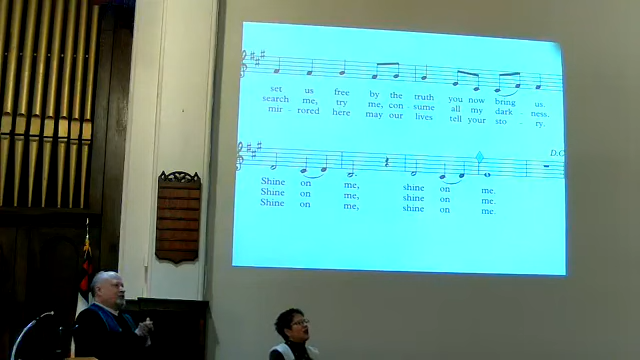 set us free by the truth you now bring us.
search me, try me, con - sume all my dark - ness.
mir - rored here may our lives tell your sto - ry.
D.C.
Shine on me, shine on me.
Shine on me, shine on me.
Shine on me, shine on me.